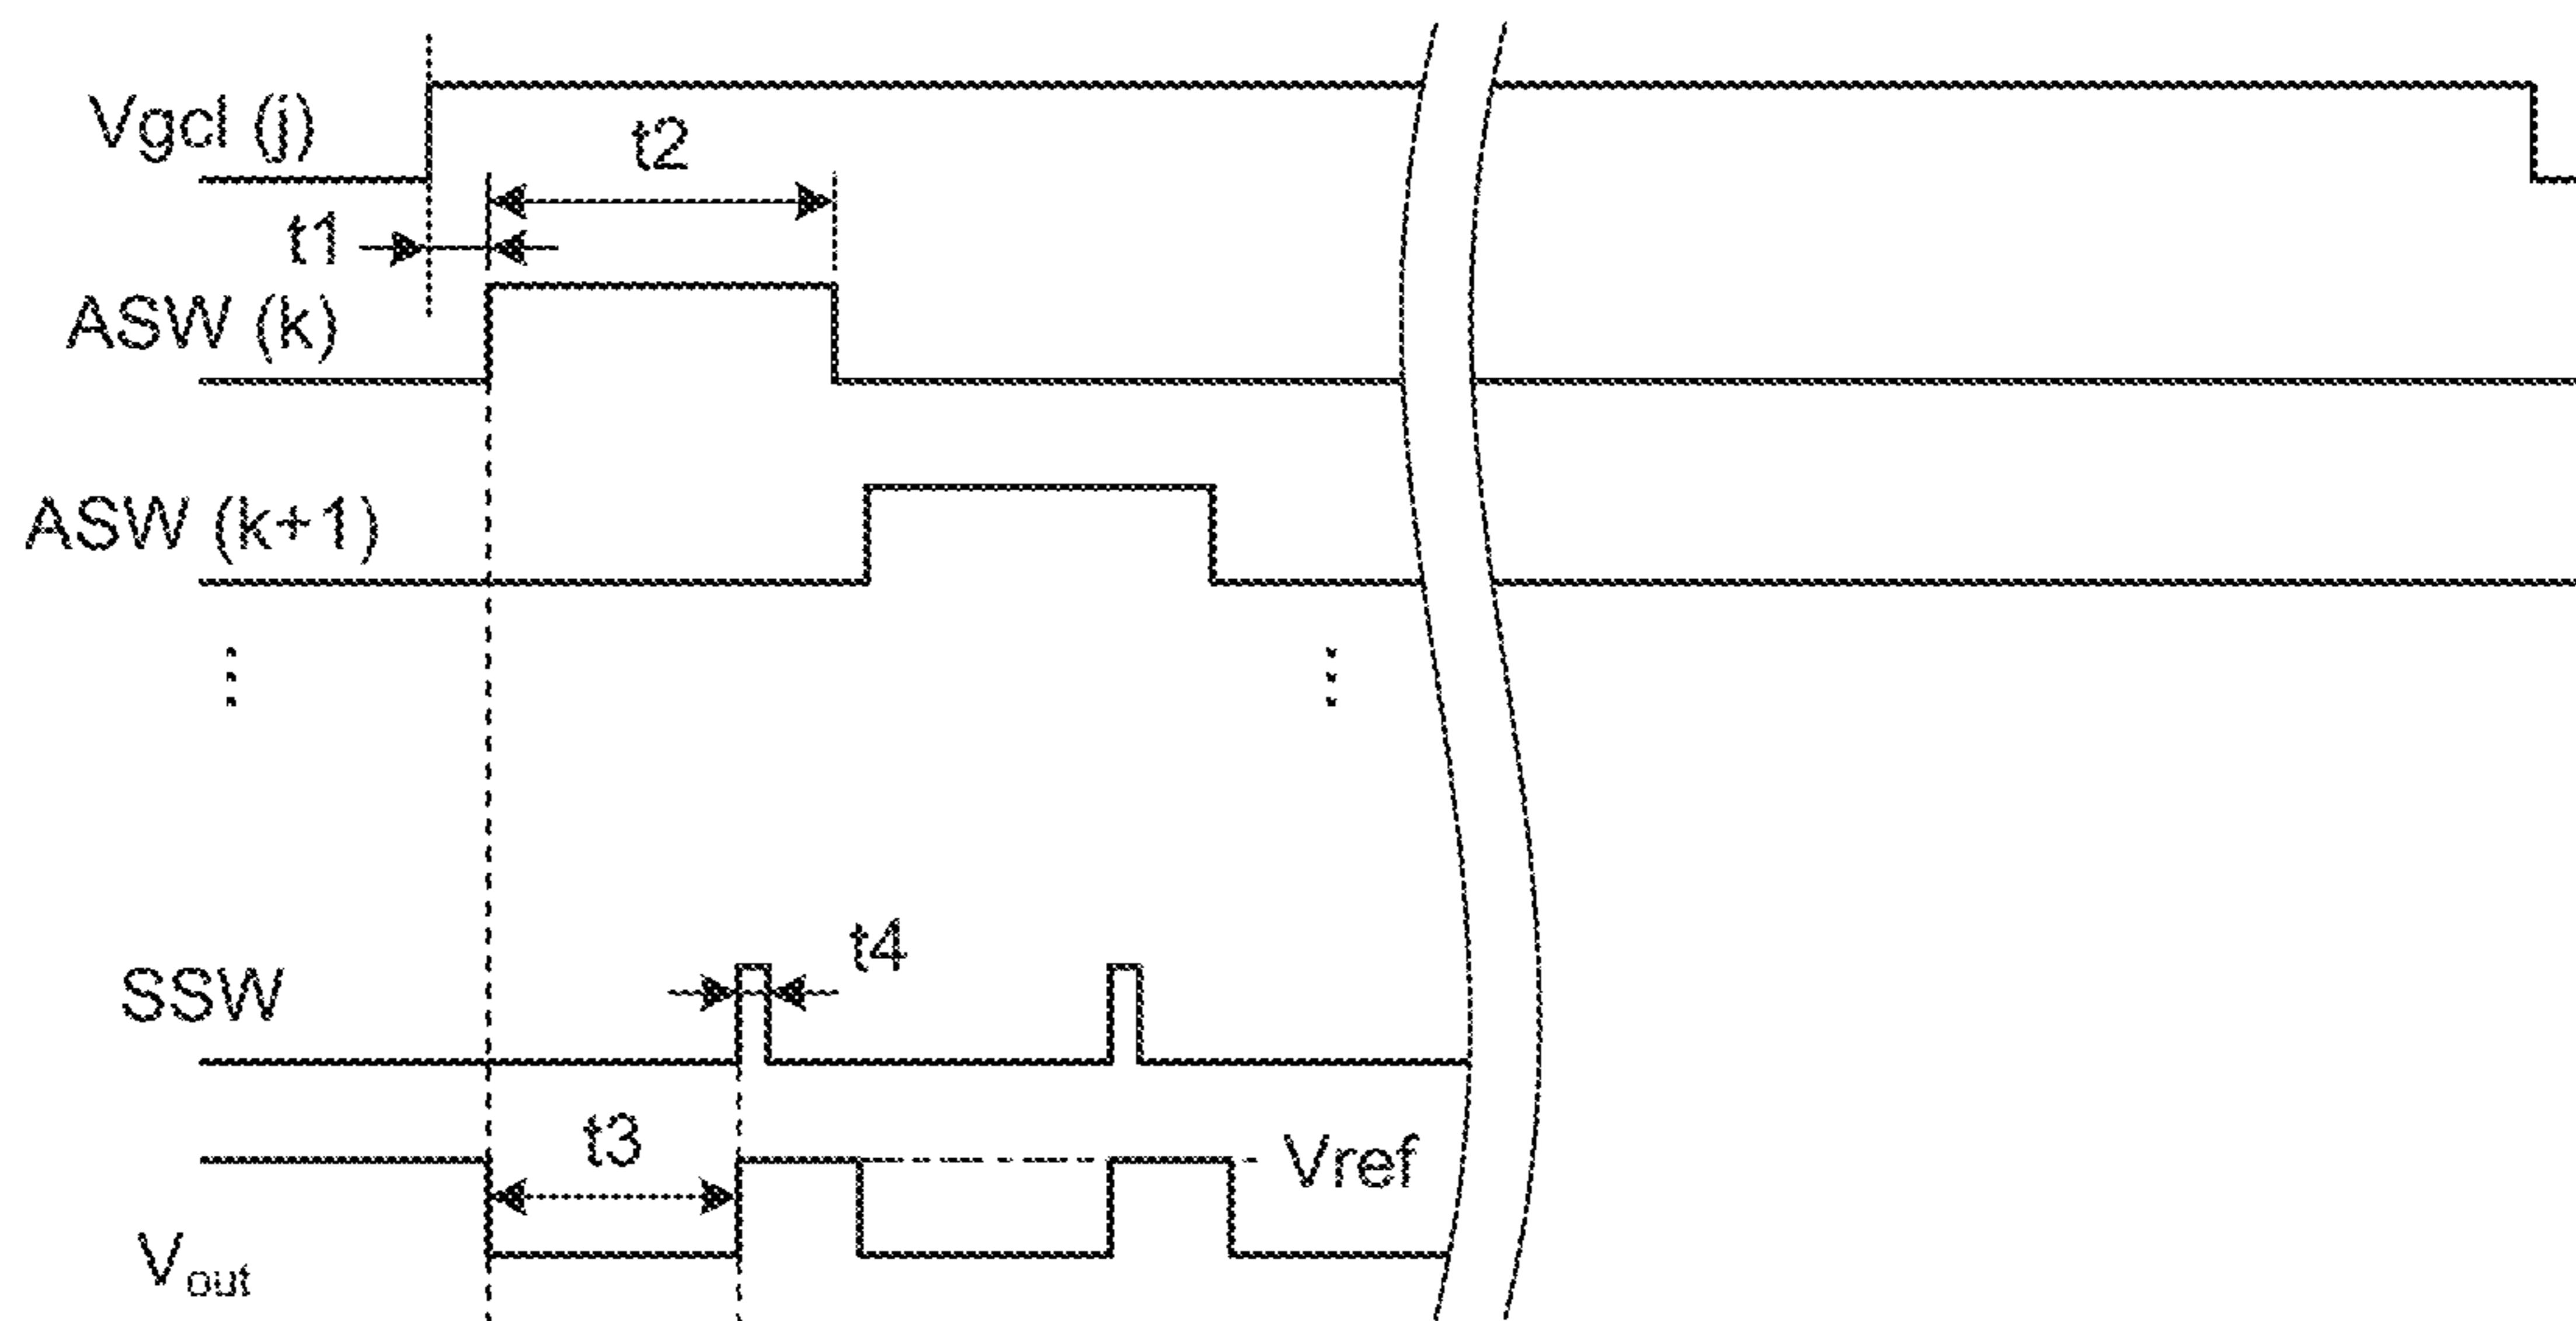 Vgcl (j)
t2
t1
ASW (k)
ASW (k+1)
t4
SSW
t3
Vref
Vout